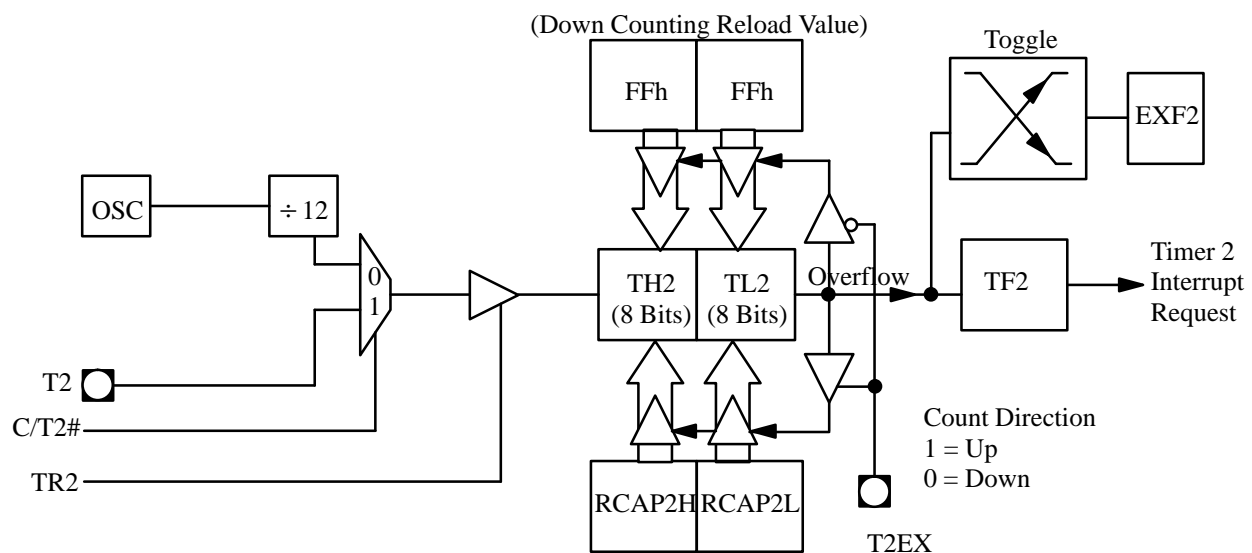 (Down Counting Reload Value)
Toggle
FFh
FFh
EXF2
OSC
÷ 12
0
1
TH2
(8 Bits)
TL2
(8 Bits)
Overflow
TF2
Timer 2
Interrupt
Request
T2
C/T2#
TR2
RCAP2H
RCAP2L
Count Direction
1 = Up
0 = Down
T2EX